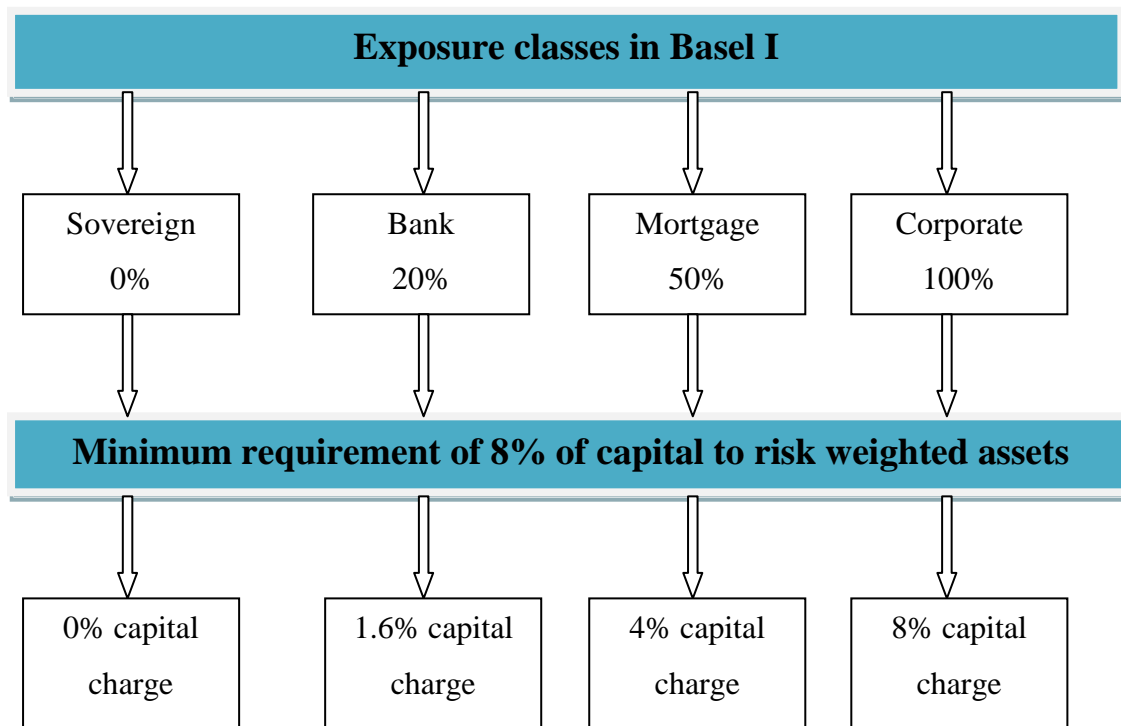 Exposure classes in Basel I
Sovereign
0%
Bank
20%
Mortgage
50%
Corporate
100%
Minimum requirement of 8% of capital to risk weighted assets
0% capital
charge
1.6% capital
charge
4% capital
charge
8% capital
charge